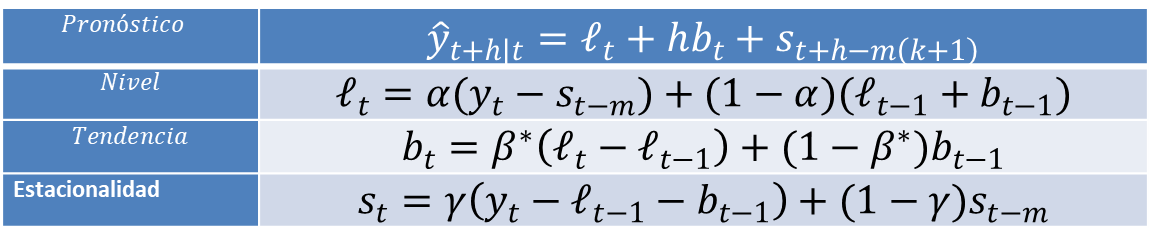 Pronóstico
ŷ_{t+h|t} = ℓ_t + hb_t + s_{t+h−m(k+1)}
Nivel
ℓ_t = α(y_t − s_{t−m}) + (1 − α)(ℓ_{t−1} + b_{t−1})
Tendencia
b_t = β*(ℓ_t − ℓ_{t−1}) + (1 − β*)b_{t−1}
Estacionalidad
s_t = γ(y_t − ℓ_{t−1} − b_{t−1}) + (1 − γ)s_{t−m}